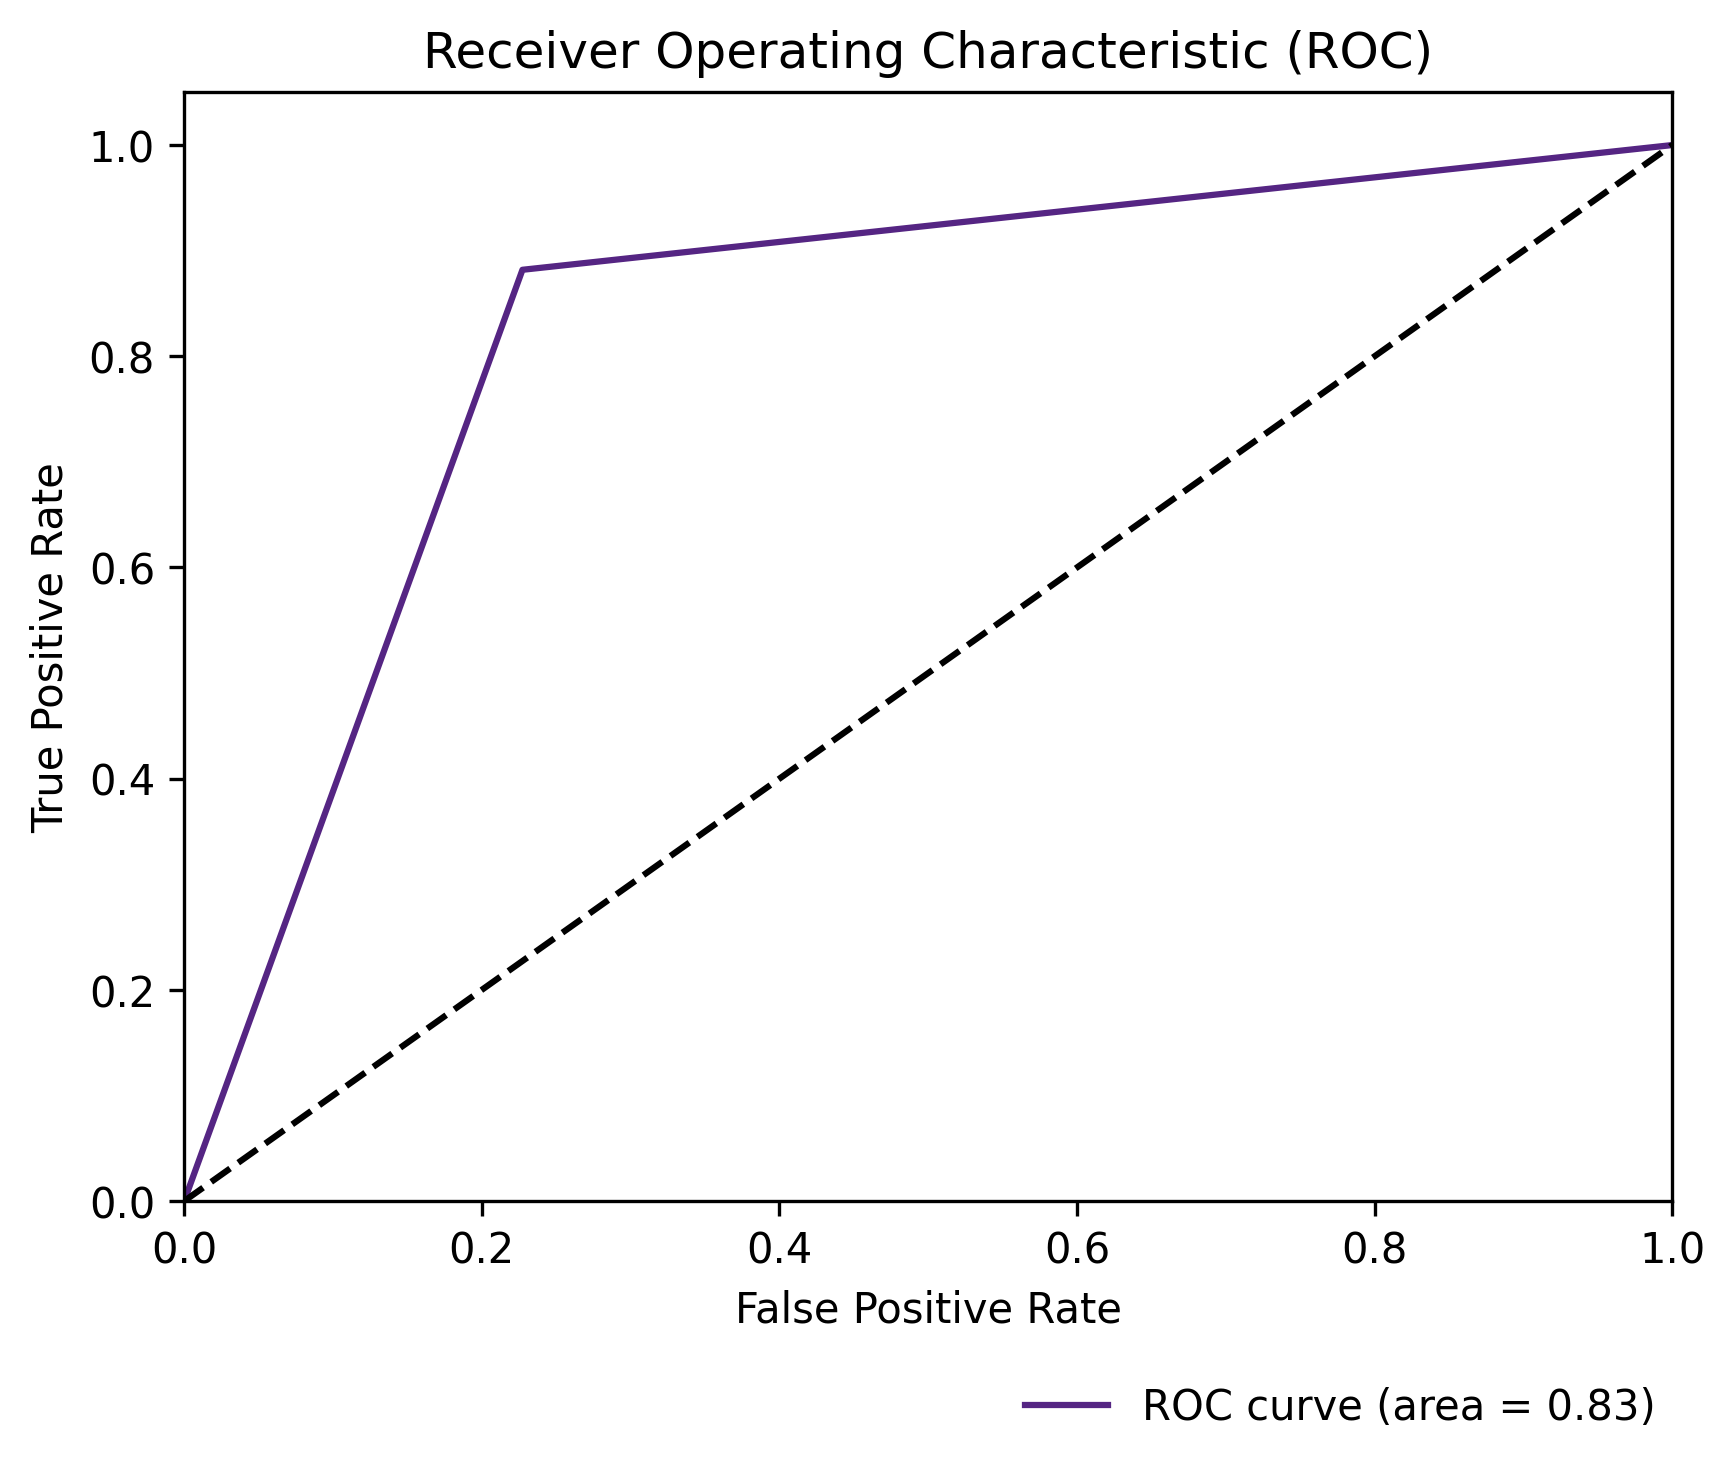 Receiver Operating Characteristic (ROC)
1.0
0.8
0.6
0.4
0.2
0.0
True Positive Rate
0.0 0.2 0.4 0.6 0.8 1.0
False Positive Rate
ROC curve (area = 0.83)